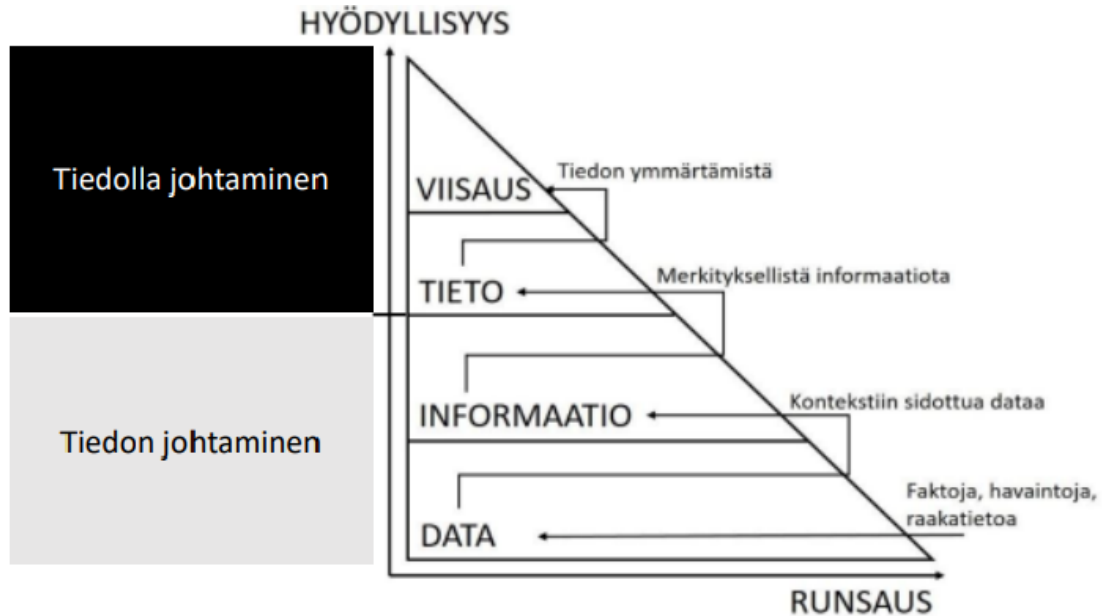 HYÖDYLLISYYS
Tiedolla johtaminen
VIISAUS
Tiedon ymmärtämistä
TIETO
Merkityksellistä informaatiota
Tiedon johtaminen
INFORMAATIO
Kontekstiin sidottua dataa
DATA
Faktoja, havaintoja,
raakatietoa
RUNSAUS